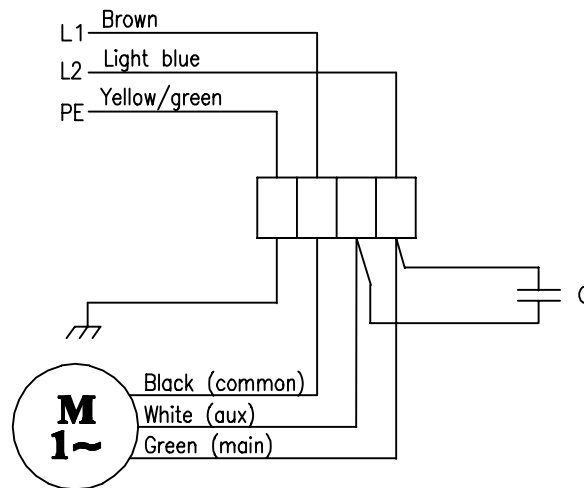 L1 Brown
L2 Light blue
PE Yellow/green
Black (common)
M
1~
White (aux)
Green (main)